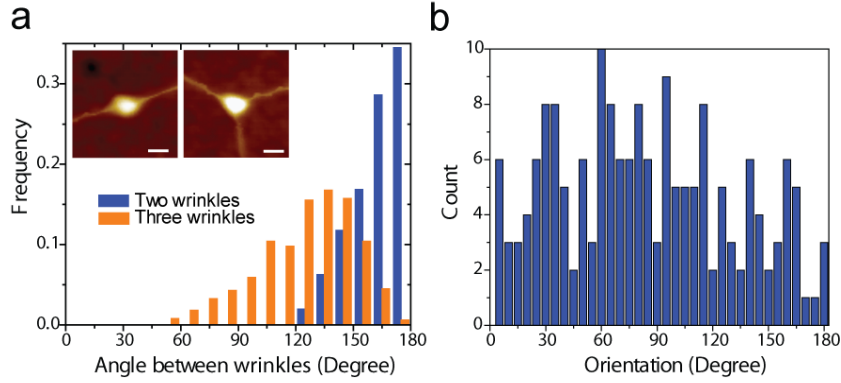 a
0.3
0.2
0.1
0.0
Frequency
Two wrinkles
Three wrinkles
0 30 60 90 120 150 180
Angle between wrinkles (Degree)
b
10
8
6
4
2
0
Count
0 30 60 90 120 150 180
Orientation (Degree)